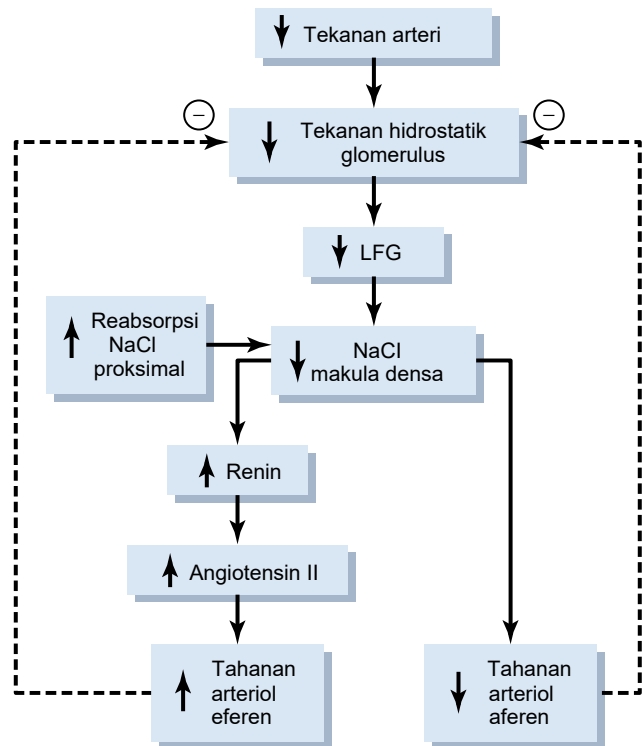 Tekanan arteri
−
−
Tekanan hidrostatik
glomerulus
LFG
Reabsorpsi
NaCl
proksimal
NaCl
makula densa
Renin
Angiotensin II
Tahanan
arteriol
eferen
Tahanan
arteriol
aferen